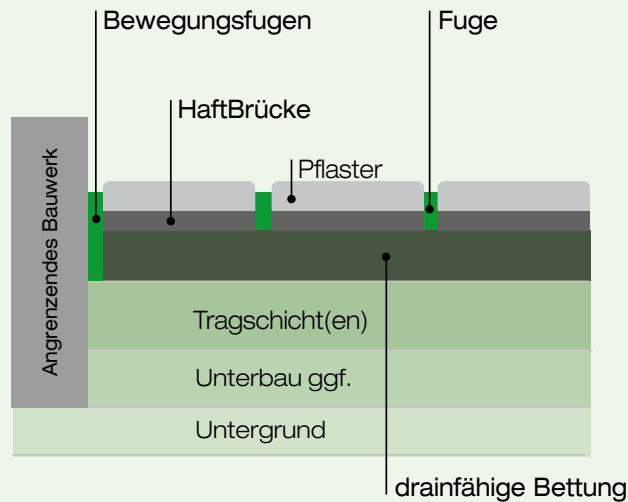 Bewegungsfugen
Fuge
HaftBrücke
Pflaster
Angrenzendes Bauwerk
Tragschicht(en)
Unterbau ggf.
Untergrund
drainfähige Bettung